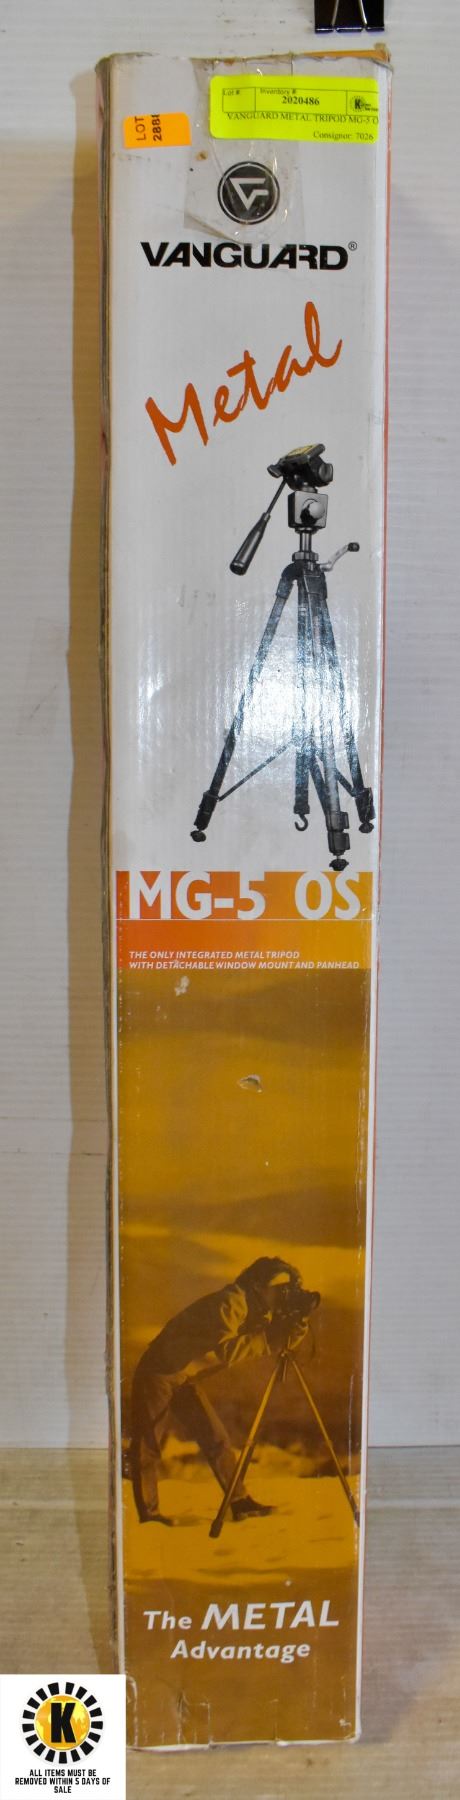 Lot #:
Inventory #:
2020486
VANGUARD METAL TRIPOD MG-5 O
Consignor: 7026
LOT
288
VANGUARD®
Metal
MG-5 OS
THE ONLY INTEGRATED METAL TRIPOD
WITH DETACHABLE WINDOW MOUNT AND PANHEAD
The METAL
Advantage
K
ALL ITEMS MUST BE
REMOVED WITHIN 5 DAYS OF
SALE